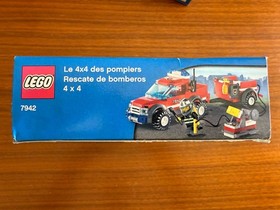 LEGO
Le 4x4 des pompiers
Rescate de bomberos
4 x 4
7942